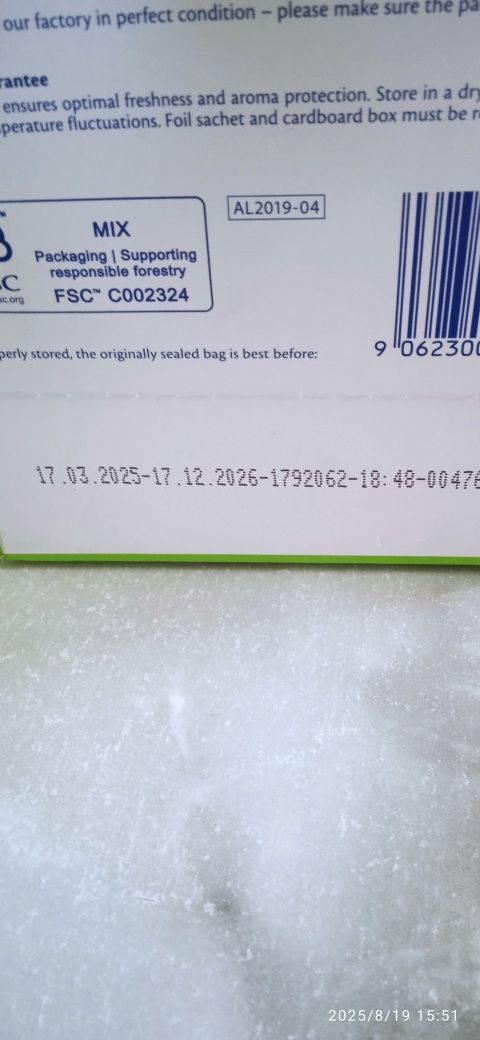 our factory in perfect condition – please make sure the
rantee
ensures optimal freshness and aroma protection. Store in a dry
perature fluctuations. Foil sachet and cardboard box must be
MIX
Packaging | Supporting
responsible forestry
FSC™ C002324
AL2019-04
perly stored, the originally sealed bag is best before:
9 062300
17.03.2025-17.12.2026-1792062-18:48-00476
2025/8/19 15:51